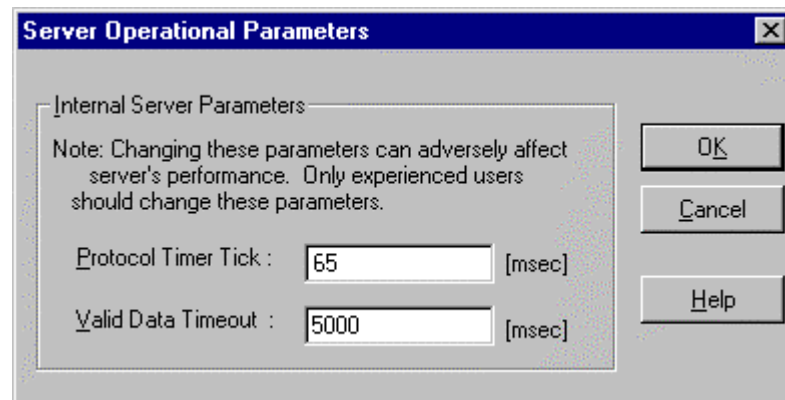 Server Operational Parameters
Internal Server Parameters
Note: Changing these parameters can adversely affect
server's performance. Only experienced users
should change these parameters.
Protocol Timer Tick : 65 [msec]
Valid Data Timeout : 5000 [msec]
OK
Cancel
Help